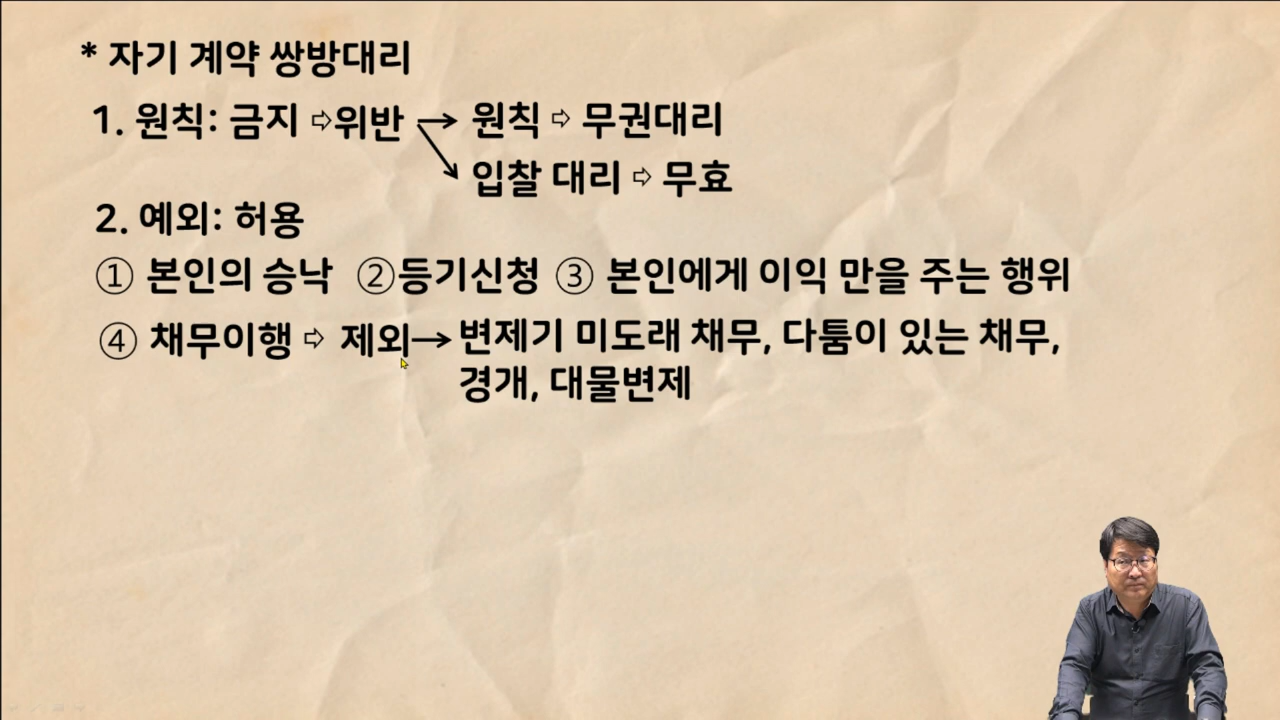 * 자기 계약 쌍방대리
1. 원칙: 금지 ⇨위반 → 원칙 ⇨ 무권대리
↘ 입찰 대리 ⇨ 무효
2. 예외: 허용
① 본인의 승낙 ②등기신청 ③ 본인에게 이익 만을 주는 행위
④ 채무이행 ⇨ 제외→변제기 미도래 채무, 다툼이 있는 채무,
경개, 대물변제